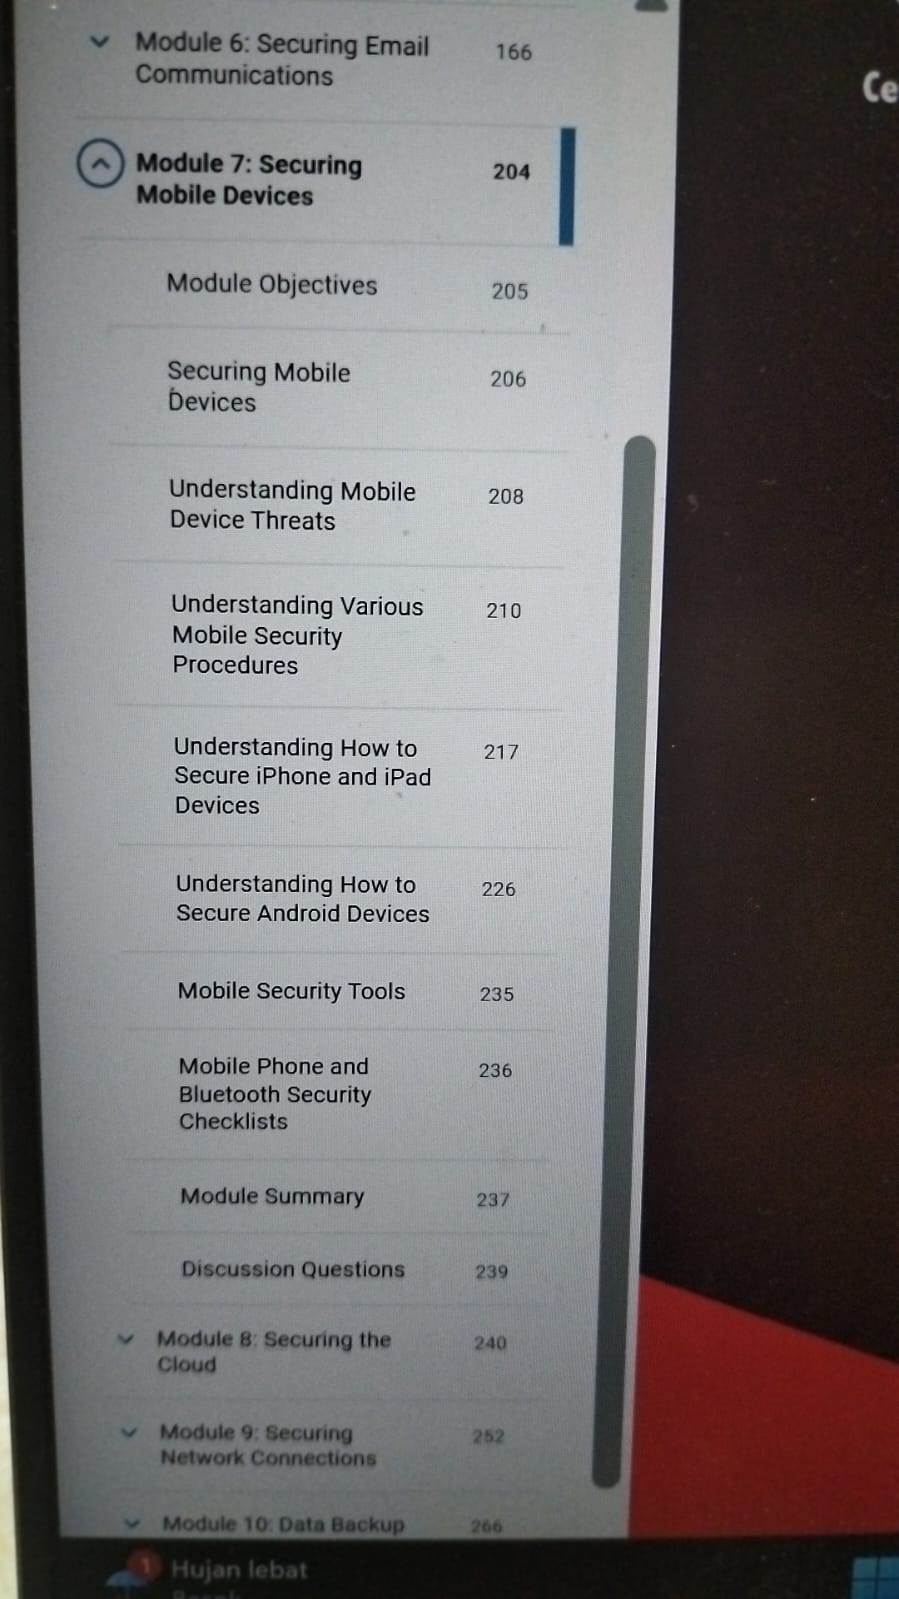 Module 6: Securing Email 166
Communications
Ce
Module 7: Securing 204
Mobile Devices
Module Objectives 205
Securing Mobile 206
Devices
Understanding Mobile 208
Device Threats
Understanding Various 210
Mobile Security
Procedures
Understanding How to 217
Secure iPhone and iPad
Devices
Understanding How to 226
Secure Android Devices
Mobile Security Tools 235
Mobile Phone and 236
Bluetooth Security
Checklists
Module Summary 237
Discussion Questions 239
Module 8: Securing the 240
Cloud
Module 9: Securing 252
Network Connections
Module 10: Data Backup 266
1 Hujan lebat